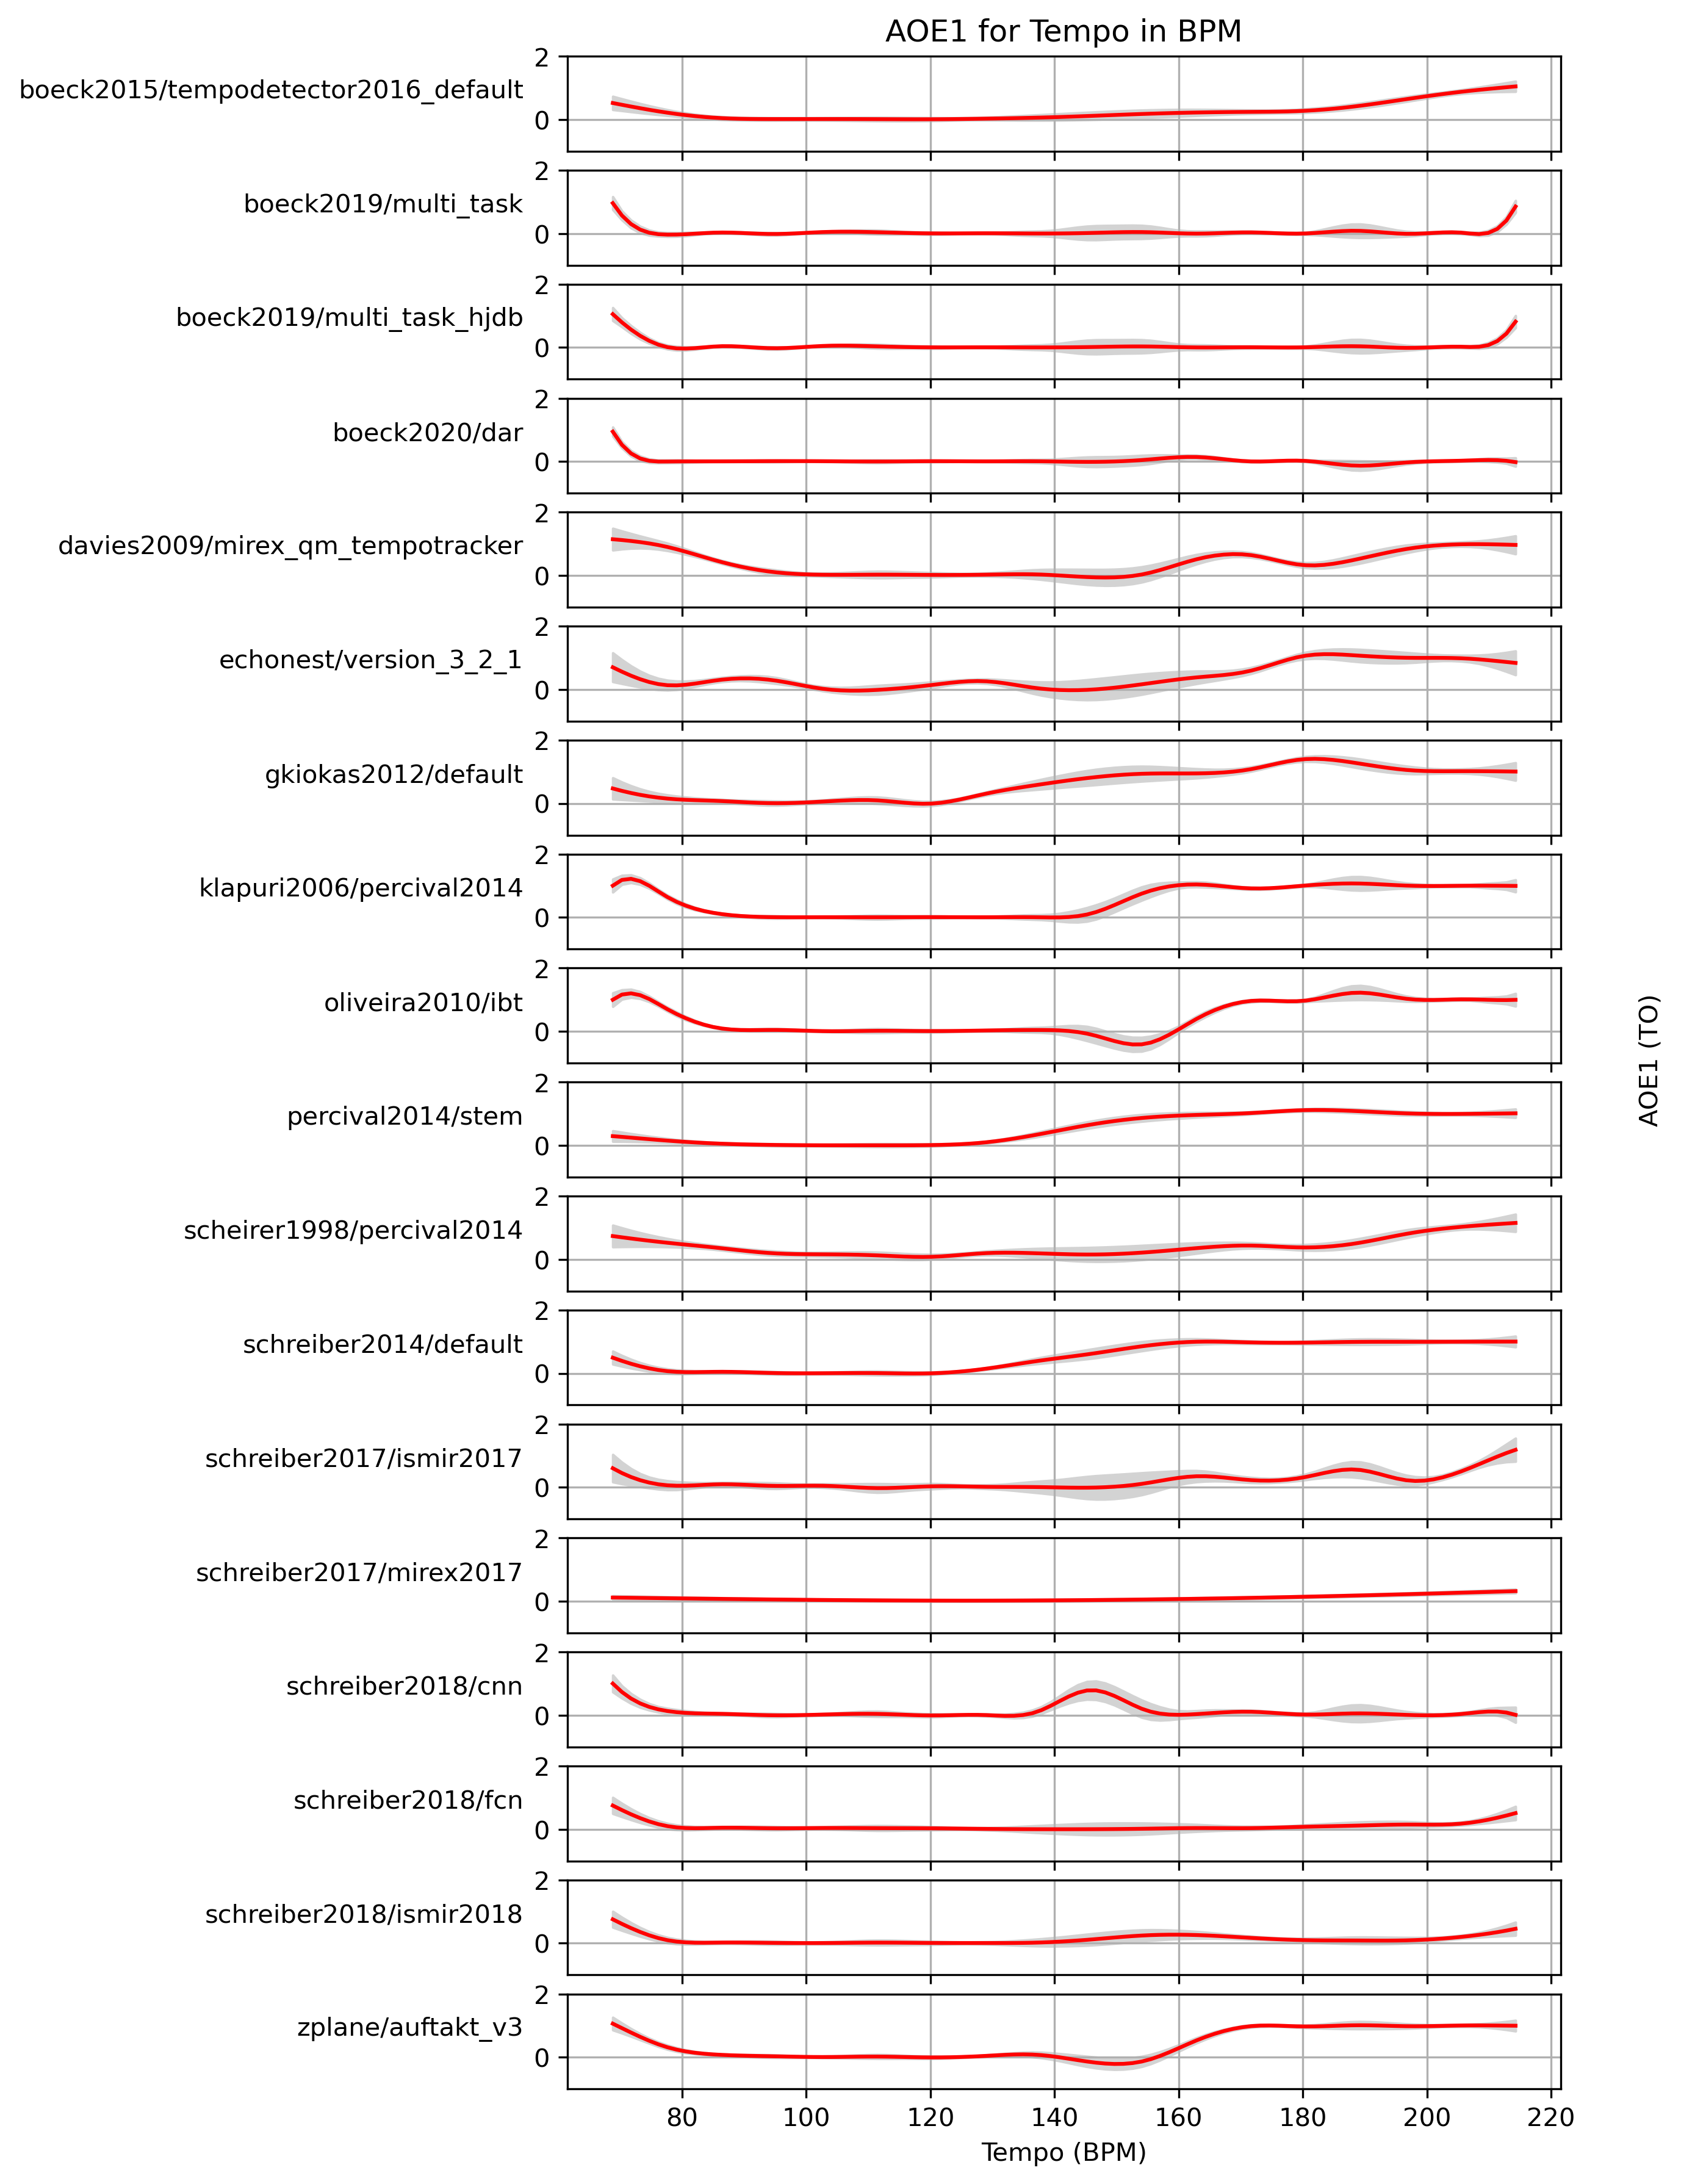 AOE1 for Tempo in BPM
2
boeck2015/tempodetector2016_default
0
2
boeck2019/multi_task
0
2
boeck2019/multi_task_hjdb
0
2
boeck2020/dar
0
2
davies2009/mirex_qm_tempotracker
0
2
echonest/version_3_2_1
0
2
gkiokas2012/default
0
2
klapuri2006/percival2014
0
2
oliveira2010/ibt
0
2
percival2014/stem
0
2
scheirer1998/percival2014
0
2
schreiber2014/default
0
2
schreiber2017/ismir2017
0
2
schreiber2017/mirex2017
0
2
schreiber2018/cnn
0
2
schreiber2018/fcn
0
2
schreiber2018/ismir2018
0
2
zplane/auftakt_v3
0
80 100 120 140 160 180 200 220
Tempo (BPM)
AOE1 (TO)